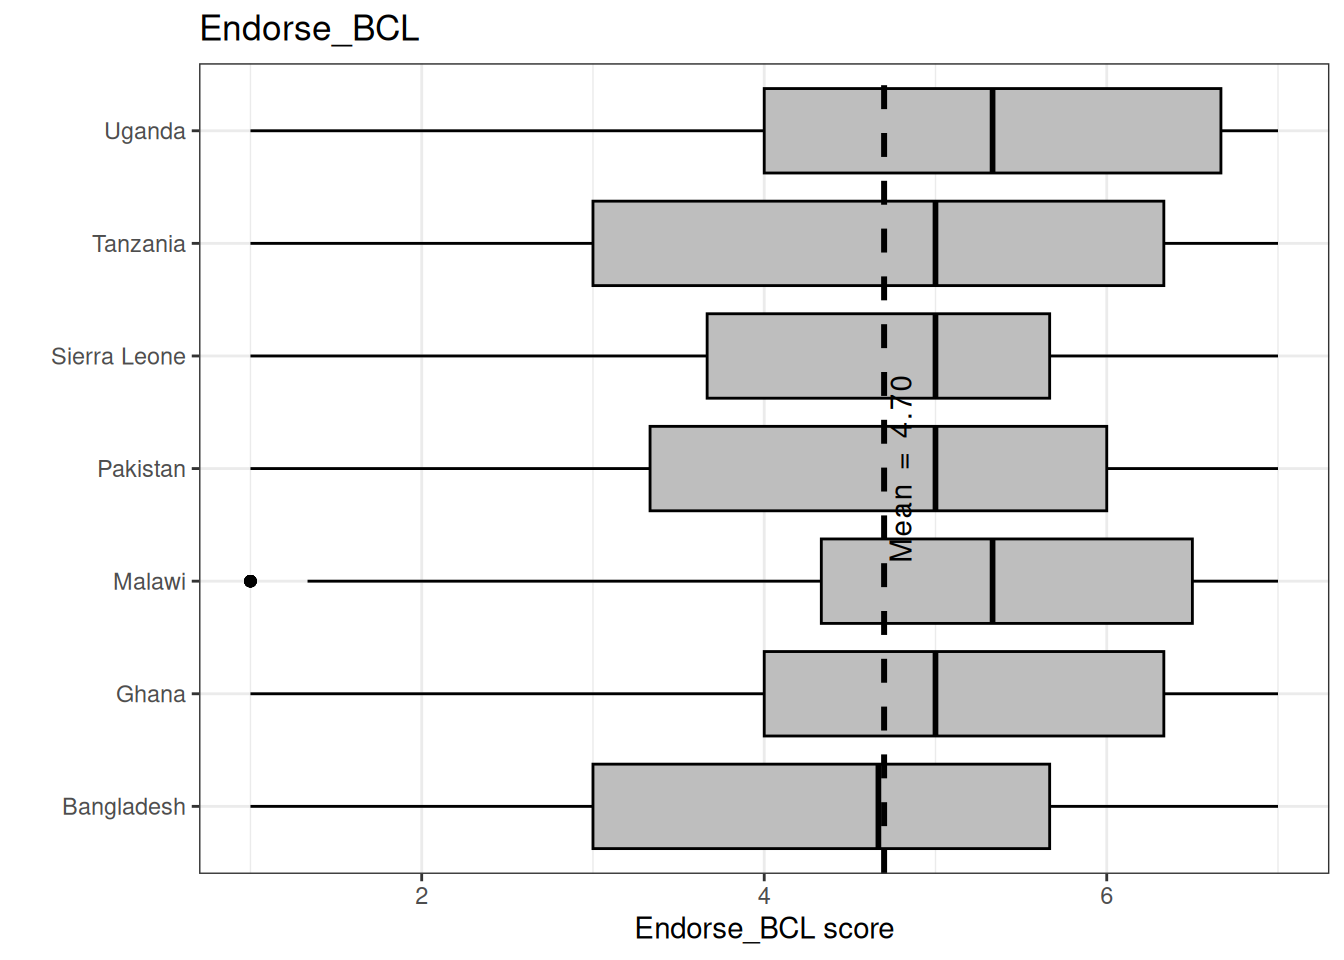 Endorse_BCL
Uganda
Tanzania
Sierra Leone
Pakistan
Malawi
Ghana
Bangladesh
Mean = 4.70
2 4 6
Endorse_BCL score